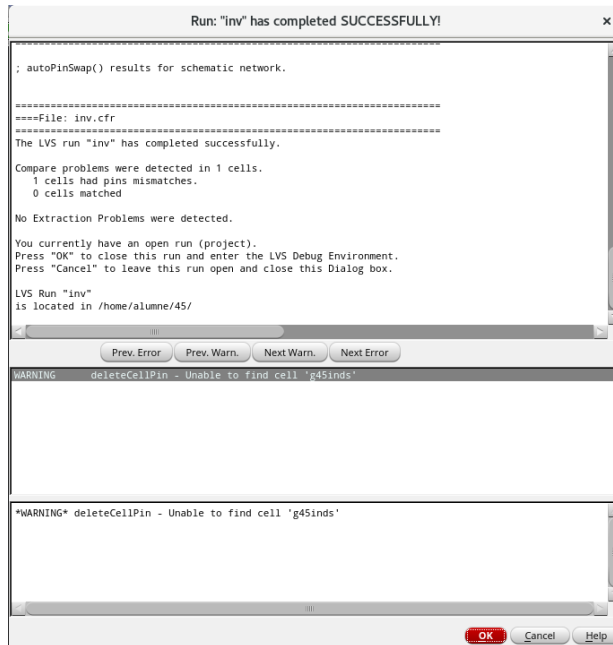 Run: "inv" has completed SUCCESSFULLY!
×
=========================================================================
; autoPinSwap() results for schematic network.
=========================================================================
====File: inv.cfr
=========================================================================
The LVS run "inv" has completed successfully.
Compare problems were detected in 1 cells.
1 cells had pins mismatches.
0 cells matched
No Extraction Problems were detected.
You currently have an open run (project).
Press "OK" to close this run and enter the LVS Debug Environment.
Press "Cancel" to leave this run open and close this Dialog box.
LVS Run "inv"
is located in /home/alumne/45/
Prev. Error Prev. Warn. Next Warn. Next Error
WARNING deleteCellPin - Unable to find cell 'g45inds'
*WARNING* deleteCellPin - Unable to find cell 'g45inds'
OK Cancel Help